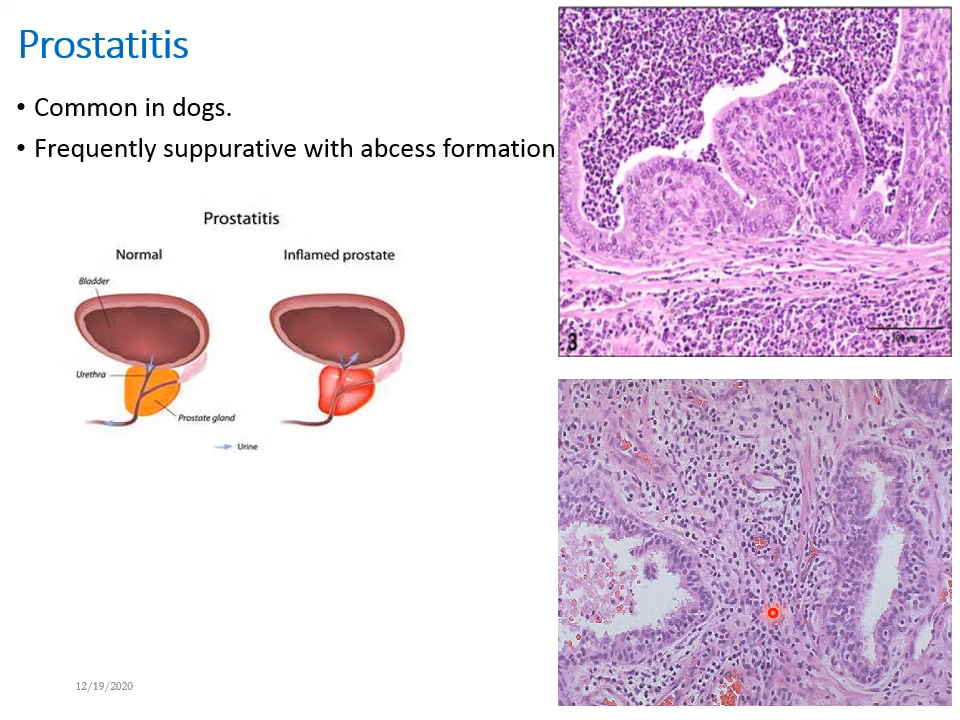 Prostatitis
• Common in dogs.
• Frequently suppurative with abcess formation
Prostatitis
Normal
Inflamed prostate
Bladder
Urethra
Prostate gland
Urine
3
12/19/2020